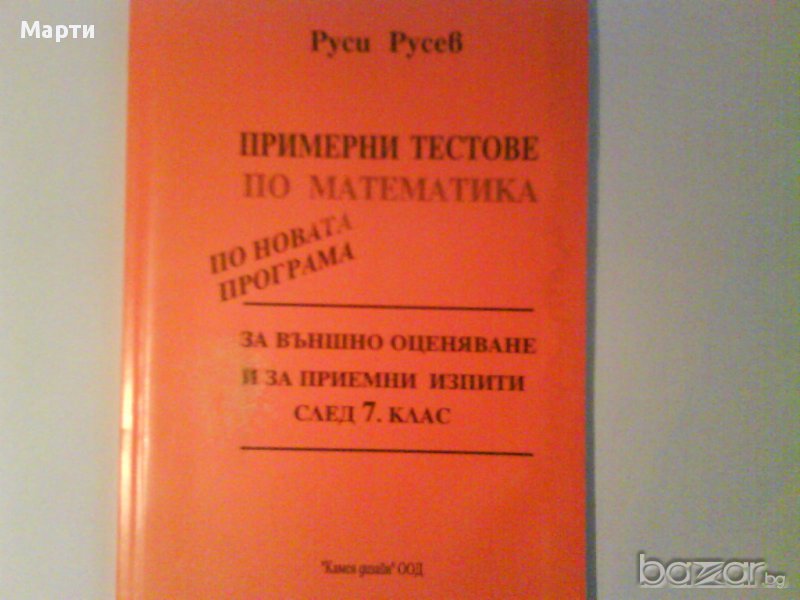 Марти
Руси Русев
ПРИМЕРНИ ТЕСТОВЕ
ПО МАТЕМАТИКА
ПО НОВАТА
ПРОГРАМА
ЗА ВЪНШНО ОЦЕНЯВАНЕ
И ЗА ПРИЕМНИ ИЗПИТИ
СЛЕД 7. КЛАС
"Камея дизайн" ООД
bazar.bg